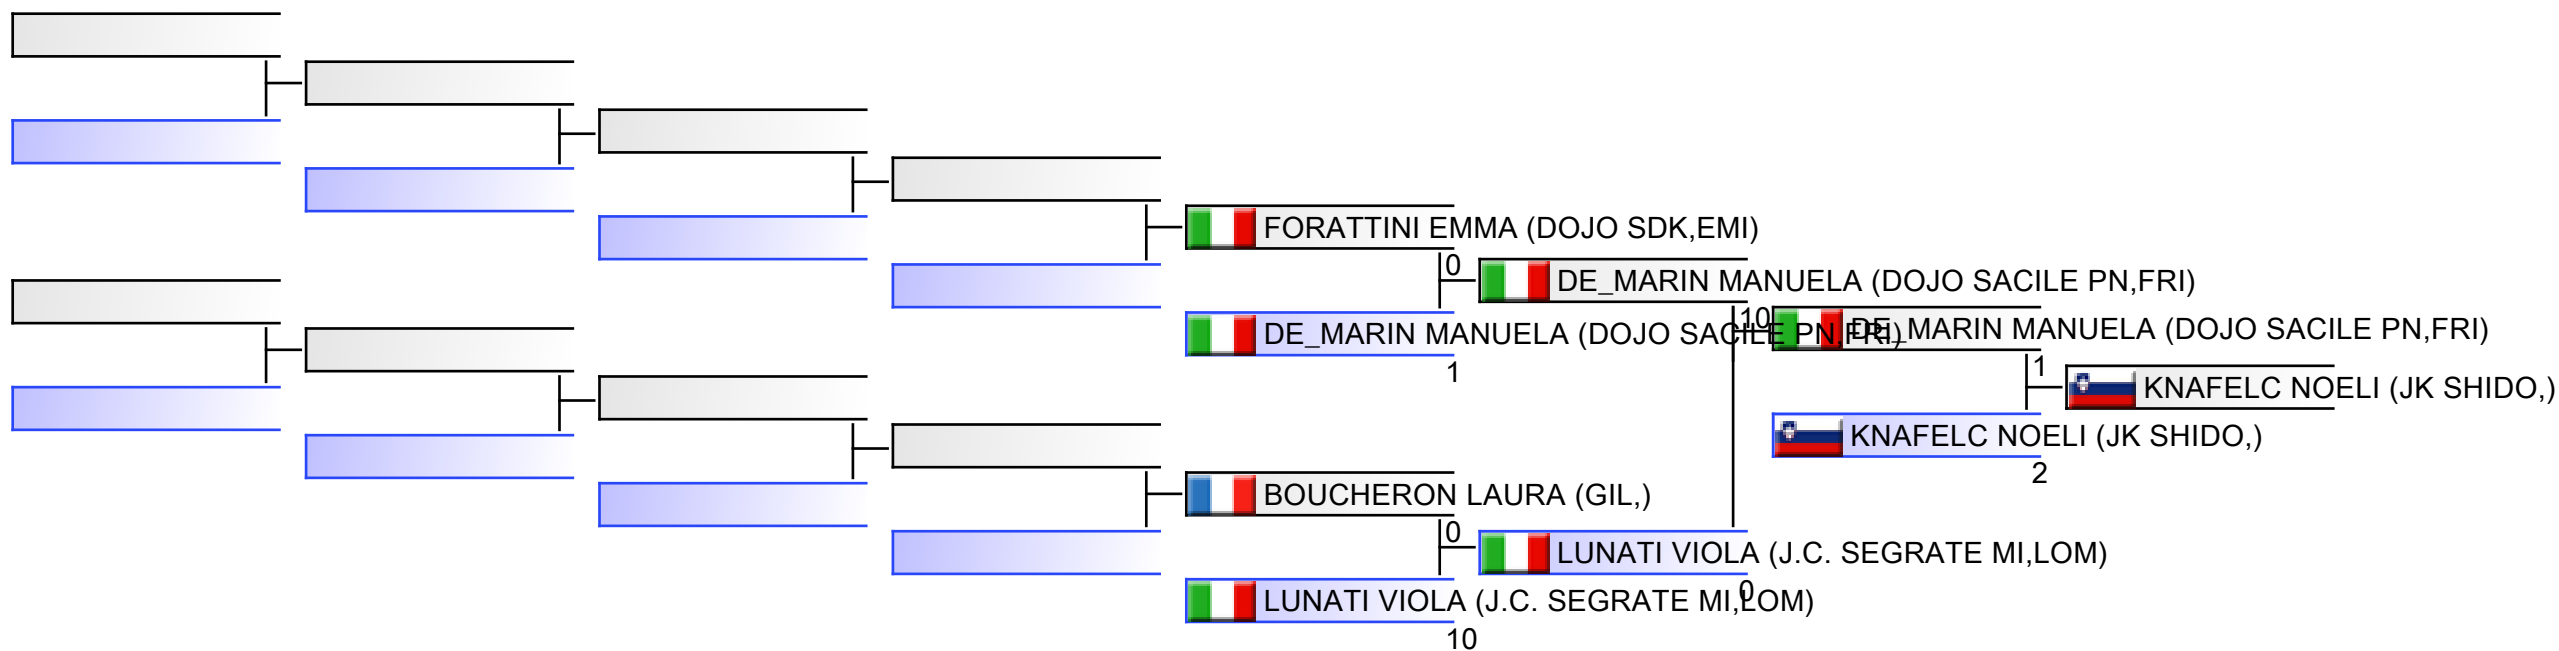 FORATTINI EMMA (DOJO SDK,EMI)
0
DE_MARIN MANUELA (DOJO SACILE PN,FRI)
DE_MARIN MANUELA (DOJO SACILE PN,FRI)
1
10
DE_MARIN MANUELA (DOJO SACILE PN,FRI)
1
KNAFELC NOELI (JK SHIDO,)
KNAFELC NOELI (JK SHIDO,)
2
BOUCHERON LAURA (GIL,)
0
LUNATI VIOLA (J.C. SEGRATE MI,LOM)
0
LUNATI VIOLA (J.C. SEGRATE MI,LOM)
10